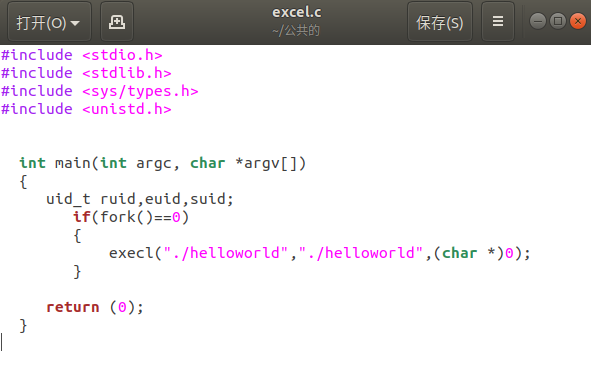 打开(O)
excel.c
~/公共的
保存(S)
#include <stdio.h>
#include <stdlib.h>
#include <sys/types.h>
#include <unistd.h>
int main(int argc, char *argv[])
{
uid_t ruid,euid,suid;
if(fork()==0)
{
execl("./helloworld","./helloworld",(char *)0);
}
return (0);
}